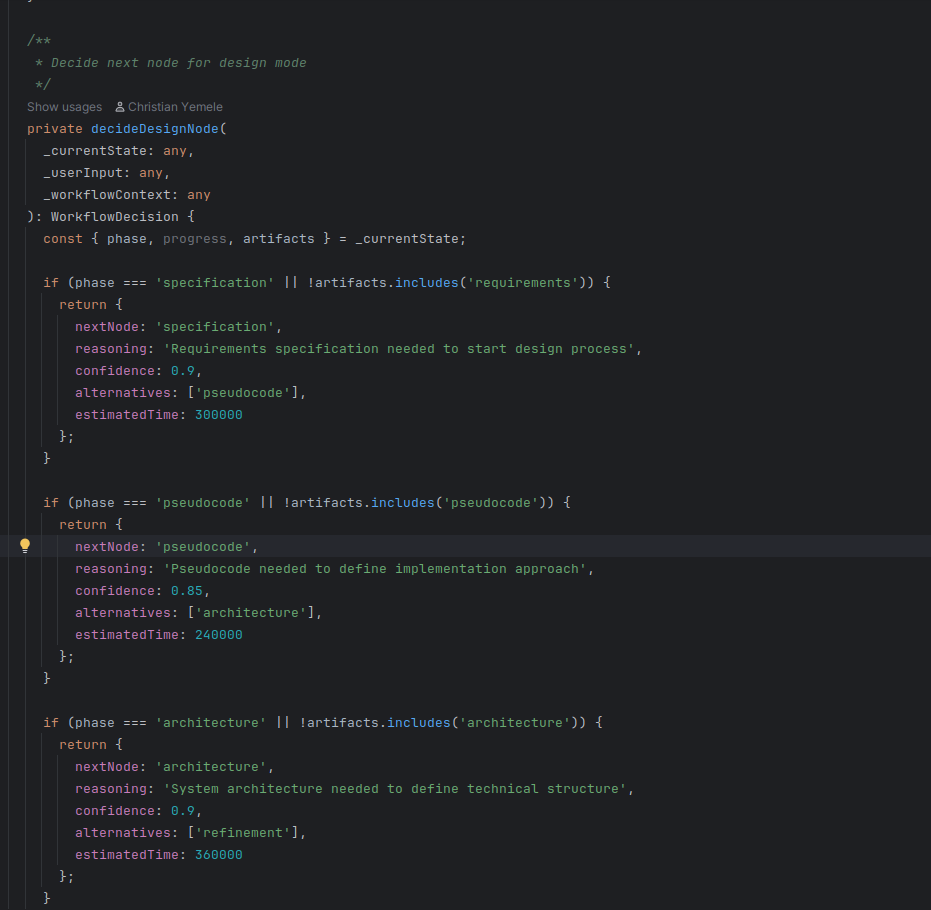 /**
 * Decide next node for design mode
 */
Show usages Christian Yemele
private decideDesignNode(
  _currentState: any,
  _userInput: any,
  _workflowContext: any
): WorkflowDecision {
  const { phase, progress, artifacts } = _currentState;

  if (phase === 'specification' || !artifacts.includes('requirements')) {
    return {
      nextNode: 'specification',
      reasoning: 'Requirements specification needed to start design process',
      confidence: 0.9,
      alternatives: ['pseudocode'],
      estimatedTime: 300000
    };
  }

  if (phase === 'pseudocode' || !artifacts.includes('pseudocode')) {
    return {
      nextNode: 'pseudocode',
      reasoning: 'Pseudocode needed to define implementation approach',
      confidence: 0.85,
      alternatives: ['architecture'],
      estimatedTime: 240000
    };
  }

  if (phase === 'architecture' || !artifacts.includes('architecture')) {
    return {
      nextNode: 'architecture',
      reasoning: 'System architecture needed to define technical structure',
      confidence: 0.9,
      alternatives: ['refinement'],
      estimatedTime: 360000
    };
  }